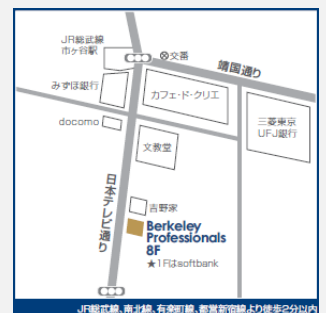 JR総武線
市ヶ谷駅
⊗交番
靖国通り
みずほ銀行
カフェ・ド・クリエ
三菱東京
UFJ銀行
docomo
文教堂
日本テレビ通り
吉野家
Berkeley
Professionals
8F
★1Fはsoftbank
JR総武線、南北線、有楽町線、都営新宿線より徒歩2分以内